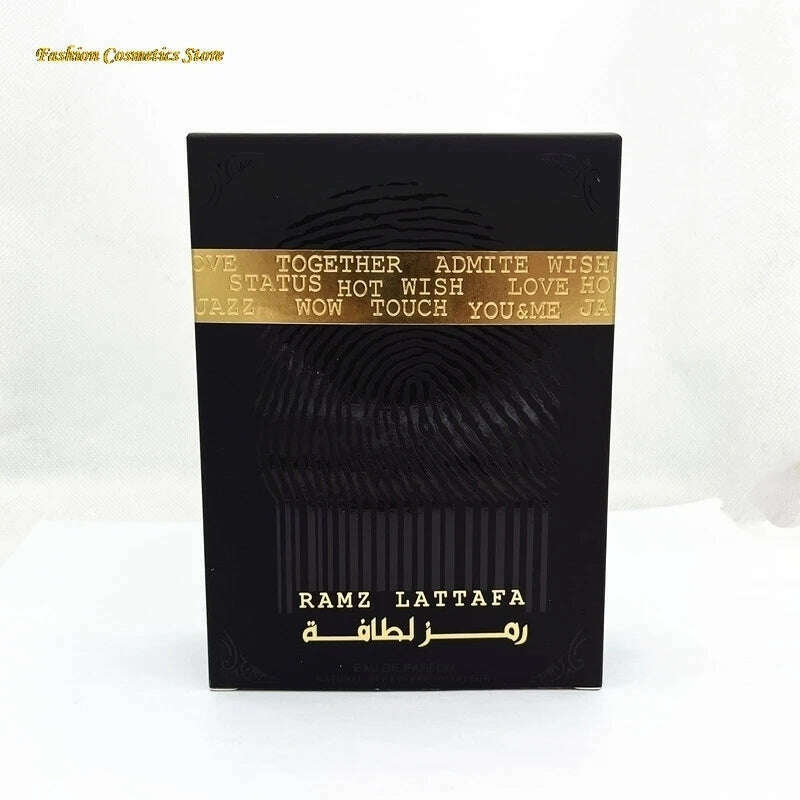 Fashion Cosmetics Store
OVE TOGETHER ADMITE WISH
STATUS HOT WISH LOVE HO
JAZZ WOW TOUCH YOU&ME JA
RAMZ LATTAFA
رمز لطافة
EAU DE PARFUM